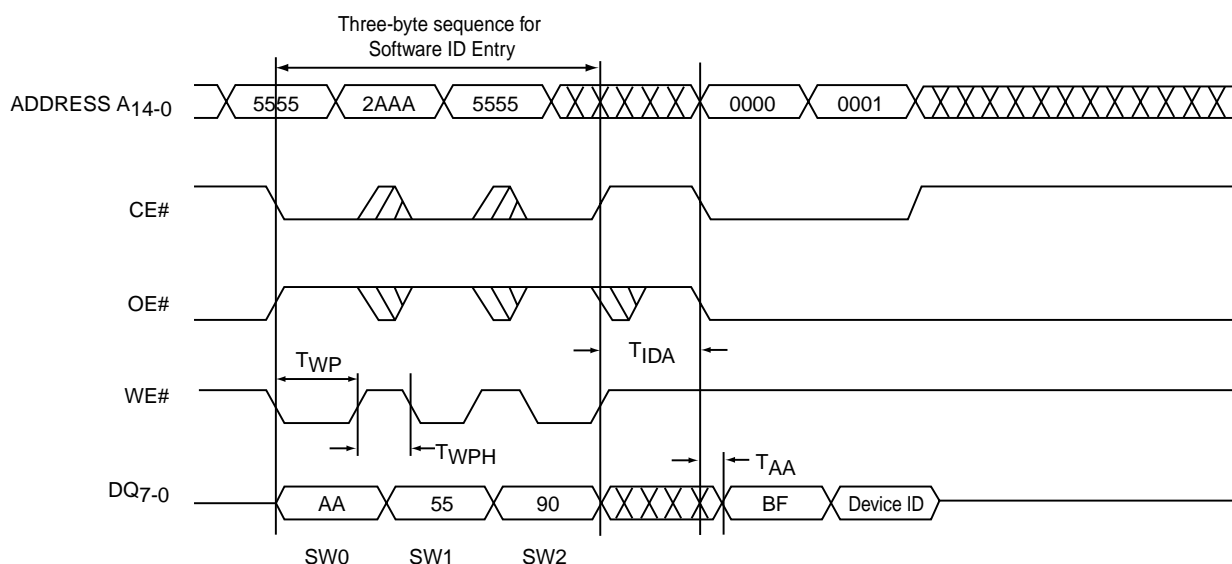 Three-byte sequence for
Software ID Entry
ADDRESS A14-0
5555 2AAA 5555 0000 0001
CE#
OE#
TIDA
TWP
WE#
TWPH
TAA
DQ7-0
AA 55 90 BF Device ID
SW0 SW1 SW2